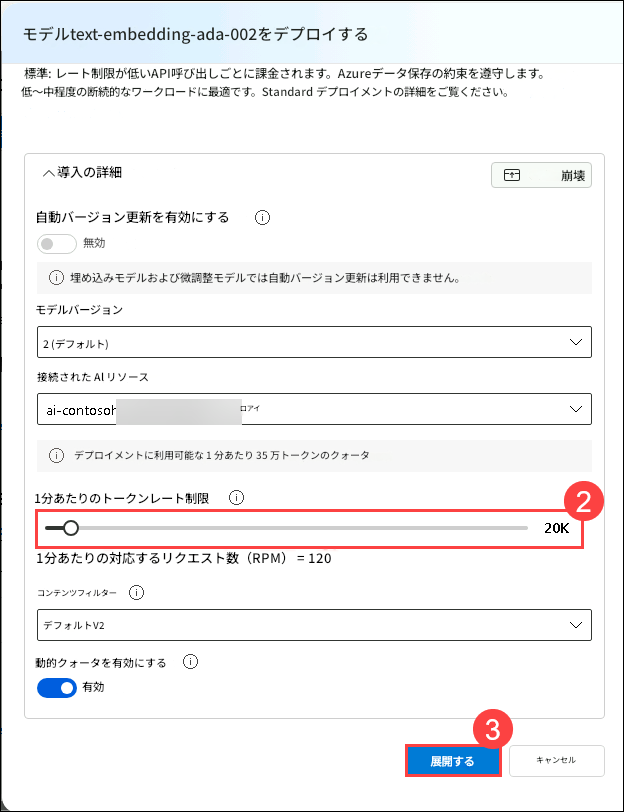 モデルtext-embedding-ada-002をデプロイする
標準: レート制限が低いAPI呼び出しごとに課金されます。Azureデータ保存の約束を遵守します。
低～中程度の断続的なワークロードに最適です。Standard デプロイメントの詳細をご覧ください。
導入の詳細
崩壊
自動バージョン更新を有効にする
無効
埋め込みモデルおよび微調整モデルでは自動バージョン更新は利用できません。
モデルバージョン
2 (デフォルト)
接続された AI リソース
ai-contosoh ロアイ
デプロイメントに利用可能な 1 分あたり 35 万トークンのクォータ
1分あたりのトークンレート制限
2
20K
1分あたりの対応するリクエスト数（RPM） = 120
コンテンツフィルター
デフォルトV2
動的クォータを有効にする
有効
3
展開する
キャンセル